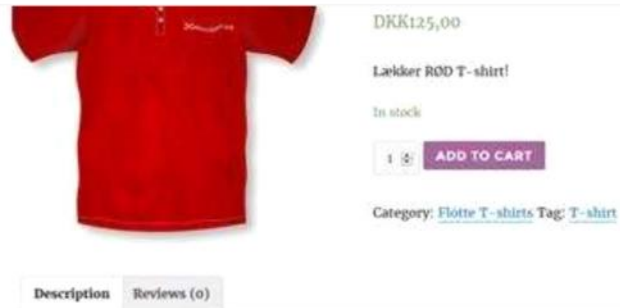 DKK125,00
Lækker RØD T-shirt!
In stock
1
ADD TO CART
Category: Flotte T-shirts Tag: T-shirt
Description
Reviews (0)